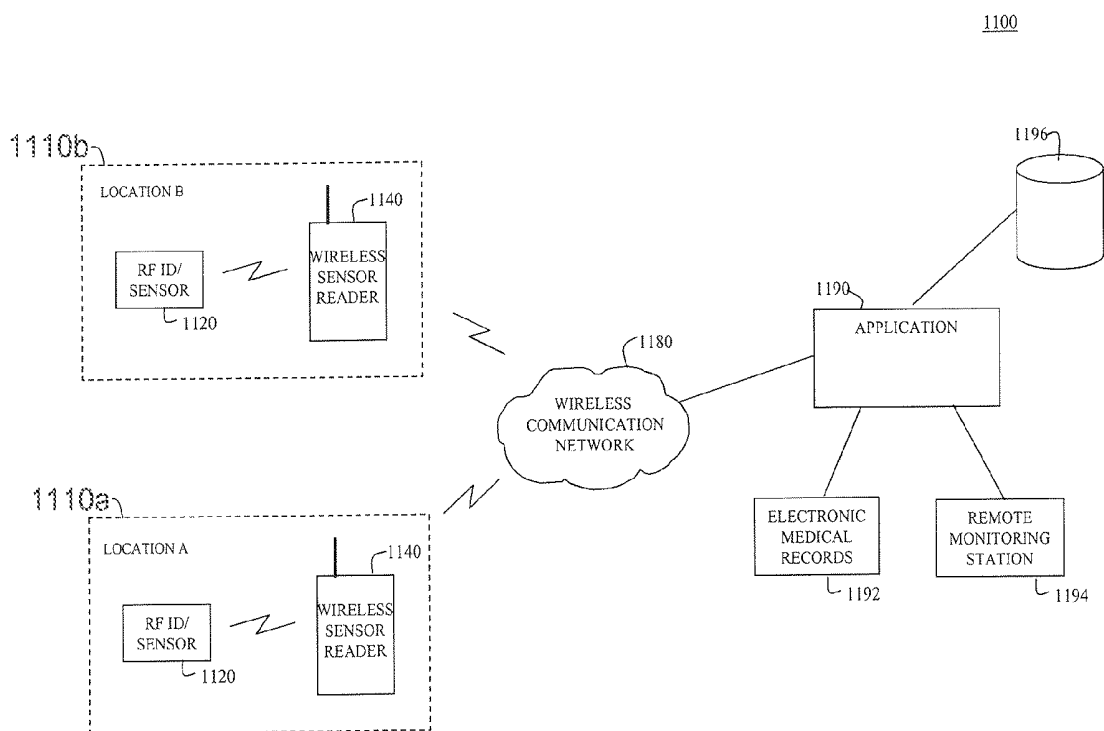 1100
1110b
LOCATION B
1140
RF ID/
SENSOR
1120
WIRELESS
SENSOR
READER
1196
1190
APPLICATION
1180
WIRELESS
COMMUNICATION
NETWORK
1110a
LOCATION A
1140
RF ID/
SENSOR
1120
WIRELESS
SENSOR
READER
ELECTRONIC
MEDICAL
RECORDS
1192
REMOTE
MONITORING
STATION
1194